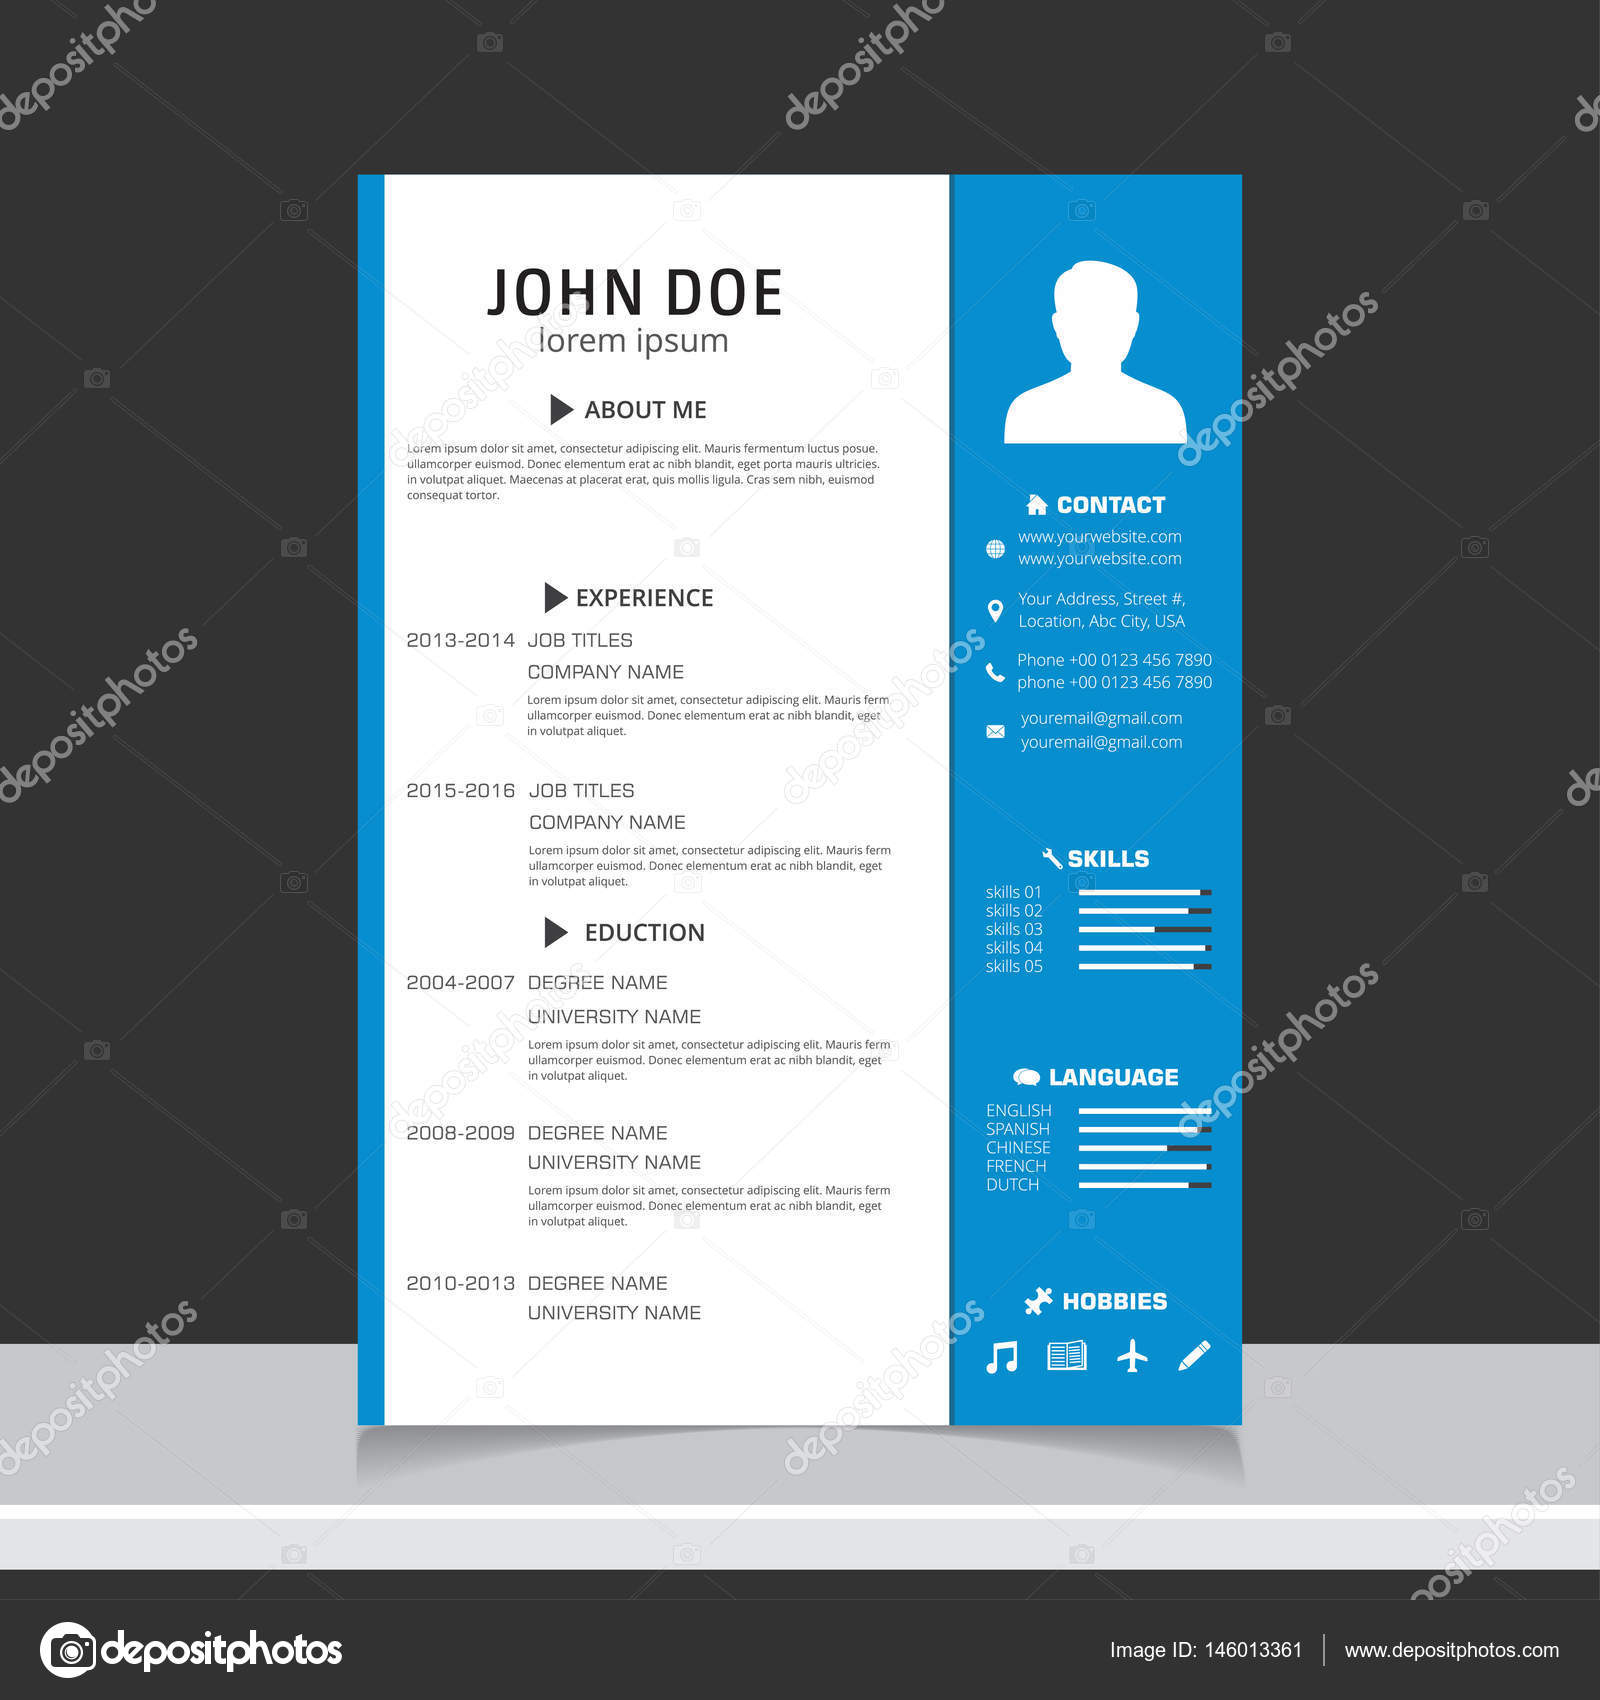 JOHN DOE
lorem ipsum
ABOUT ME
Lorem ipsum dolor sit amet, consectetur adipiscing elit. Mauris fermentum luctus posue.
ullamcorper euismod. Donec elementum erat ac nibh blandit, eget porta mauris ultricies.
in volutpat aliquet. Maecenas at placerat erat, quis mollis ligula. Cras sem nibh, euismod
consequat tortor.
EXPERIENCE
2013-2014 JOB TITLES
COMPANY NAME
Lorem ipsum dolor sit amet, consectetur adipiscing elit. Mauris ferm
ullamcorper euismod. Donec elementum erat ac nibh blandit, eget
in volutpat aliquet.
2015-2016 JOB TITLES
COMPANY NAME
Lorem ipsum dolor sit amet, consectetur adipiscing elit. Mauris ferm
ullamcorper euismod. Donec elementum erat ac nibh blandit, eget
in volutpat aliquet.
EDUCTION
2004-2007 DEGREE NAME
UNIVERSITY NAME
Lorem ipsum dolor sit amet, consectetur adipiscing elit. Mauris ferm
ullamcorper euismod. Donec elementum erat ac nibh blandit, eget
in volutpat aliquet.
2008-2009 DEGREE NAME
UNIVERSITY NAME
Lorem ipsum dolor sit amet, consectetur adipiscing elit. Mauris ferm
ullamcorper euismod. Donec elementum erat ac nibh blandit, eget
in volutpat aliquet.
2010-2013 DEGREE NAME
UNIVERSITY NAME
CONTACT
www.yourwebsite.com
www.yourwebsite.com
Your Address, Street #,
Location, Abc City, USA
Phone +00 0123 456 7890
phone +00 0123 456 7890
youremail@gmail.com
youremail@gmail.com
SKILLS
skills 01
skills 02
skills 03
skills 04
skills 05
LANGUAGE
ENGLISH
SPANISH
CHINESE
FRENCH
DUTCH
HOBBIES
depositphotos
Image ID: 146013361 www.depositphotos.com